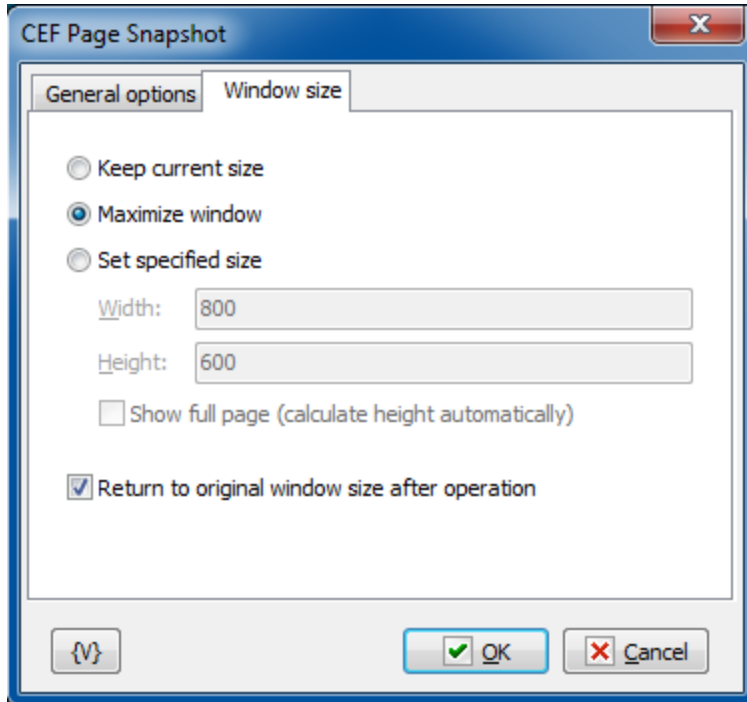 CEF Page Snapshot
General options
Window size
Keep current size
Maximize window
Set specified size
Width: 800
Height: 600
Show full page (calculate height automatically)
Return to original window size after operation
{V}
OK
Cancel